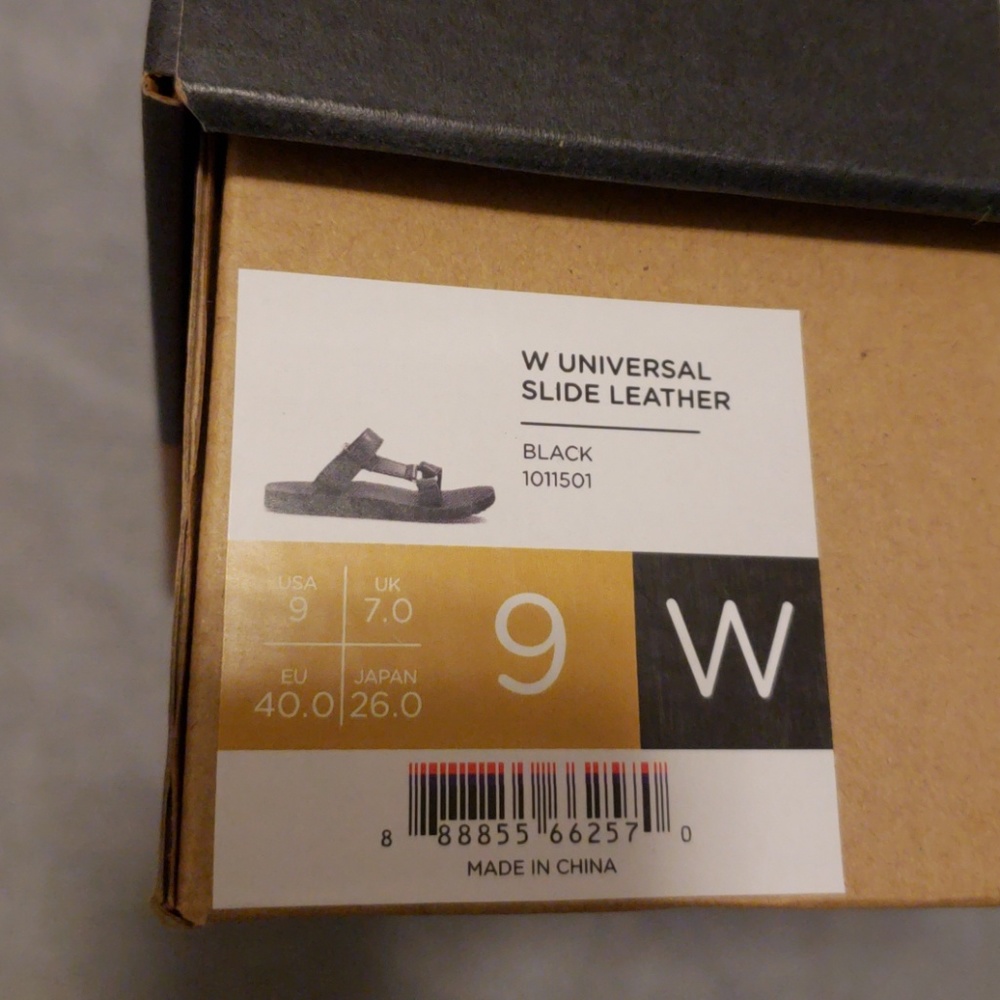 W UNIVERSAL
SLIDE LEATHER
BLACK
1011501
USA UK
9 7.0
EU JAPAN
40.0 26.0
9
W
8 88855 66257 0
MADE IN CHINA